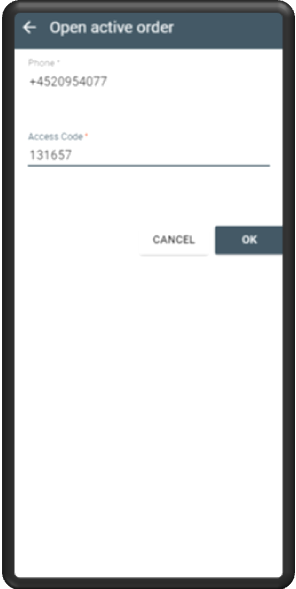 Open active order
Phone *
+4520954077
Access Code *
131657
CANCEL
OK